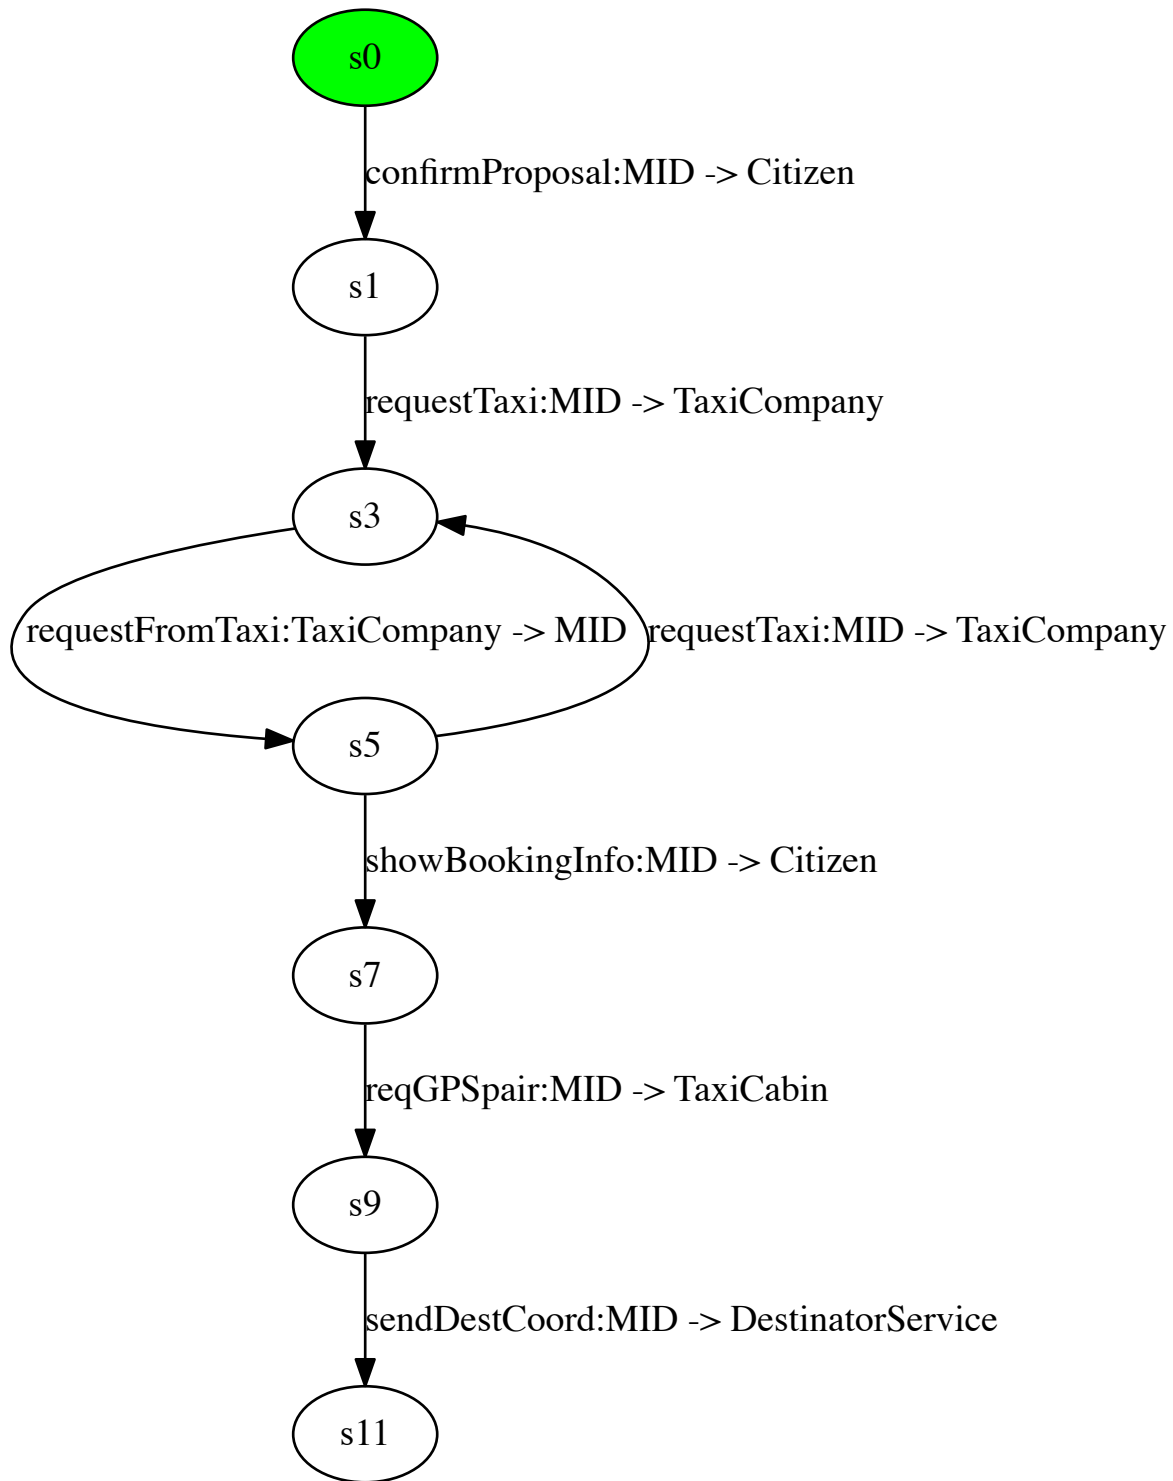 s0
confirmProposal:MID -> Citizen
s1
requestTaxi:MID -> TaxiCompany
s3
requestFromTaxi:TaxiCompany -> MID
requestTaxi:MID -> TaxiCompany
s5
showBookingInfo:MID -> Citizen
s7
reqGPSpair:MID -> TaxiCabin
s9
sendDestCoord:MID -> DestinatorService
s11